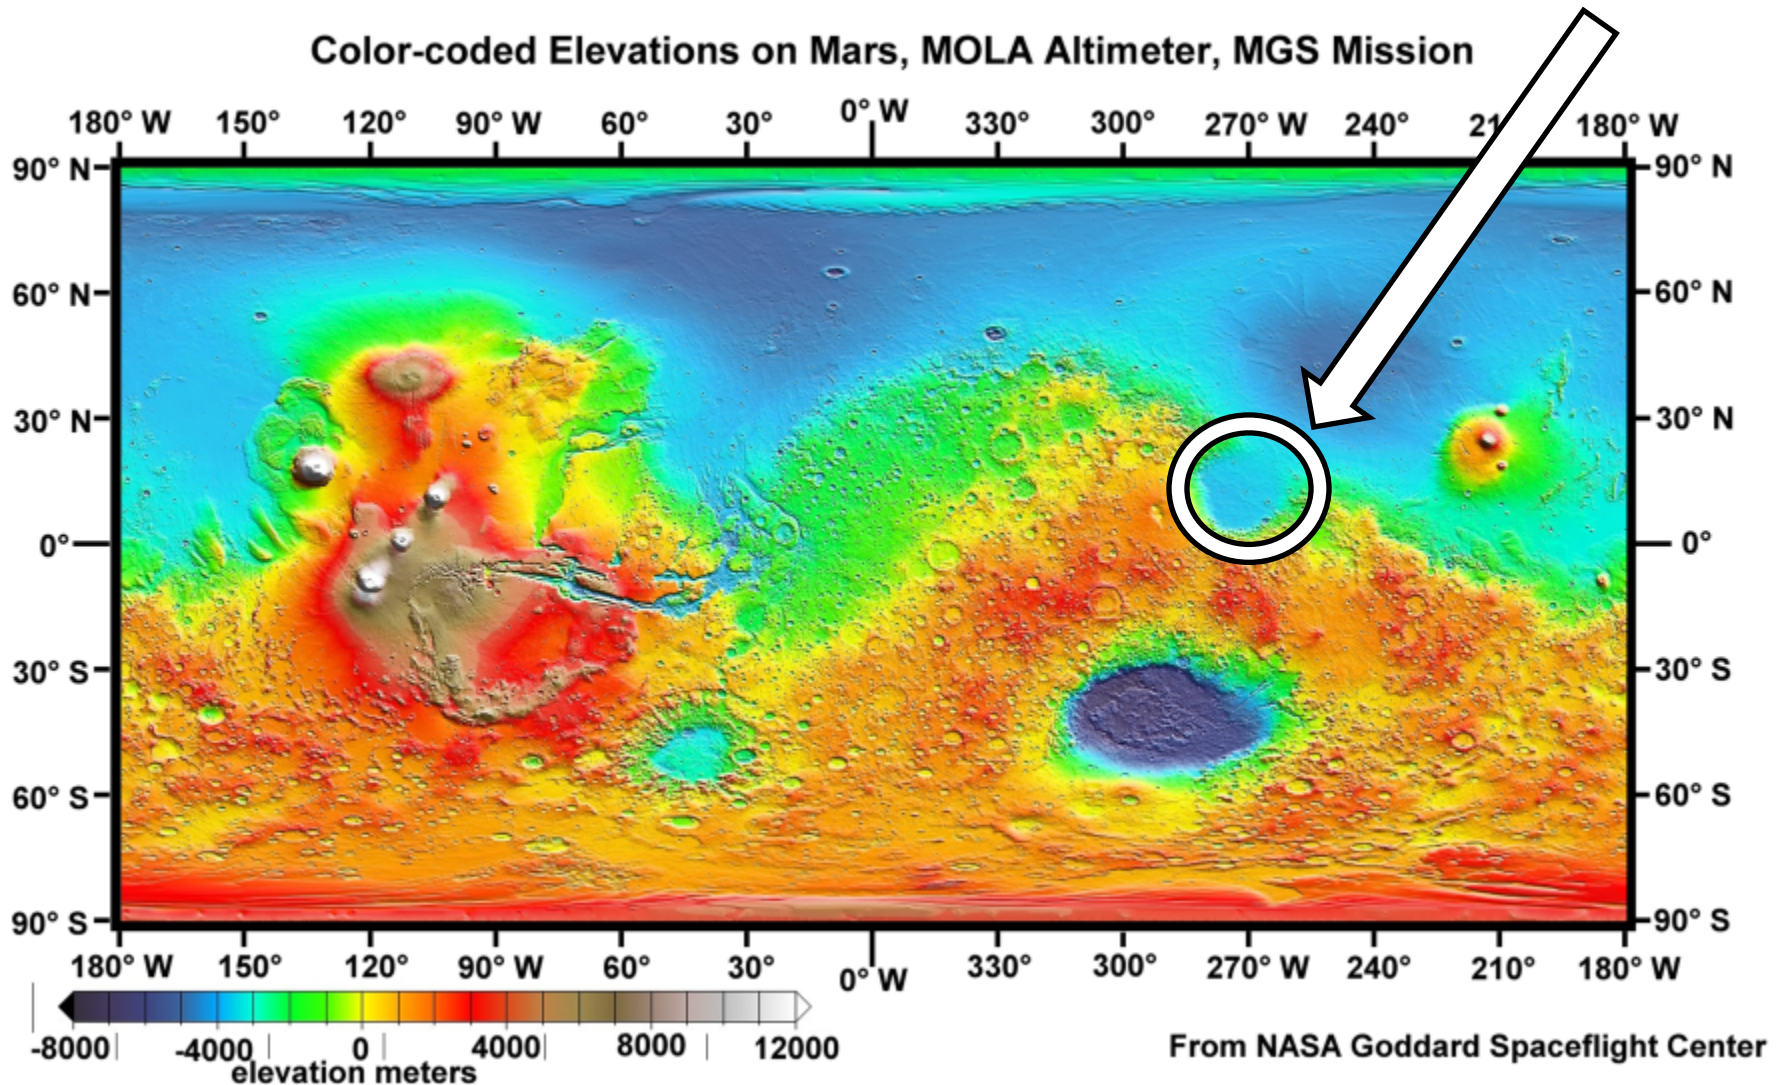 Color-coded Elevations on Mars, MOLA Altimeter, MGS Mission
180° W 150° 120° 90° W 60° 30° 0° W 330° 300° 270° W 240° 180° W
90° N 90° N
60° N 60° N
30° N 30° N
0° 0°
30° S 30° S
60° S 60° S
90° S 90° S
180° W 150° 120° 90° W 60° 30° 0° W 330° 300° 270° W 240° 210° 180° W
-8000 -4000 0 4000 8000 12000
elevation meters
From NASA Goddard Spaceflight Center